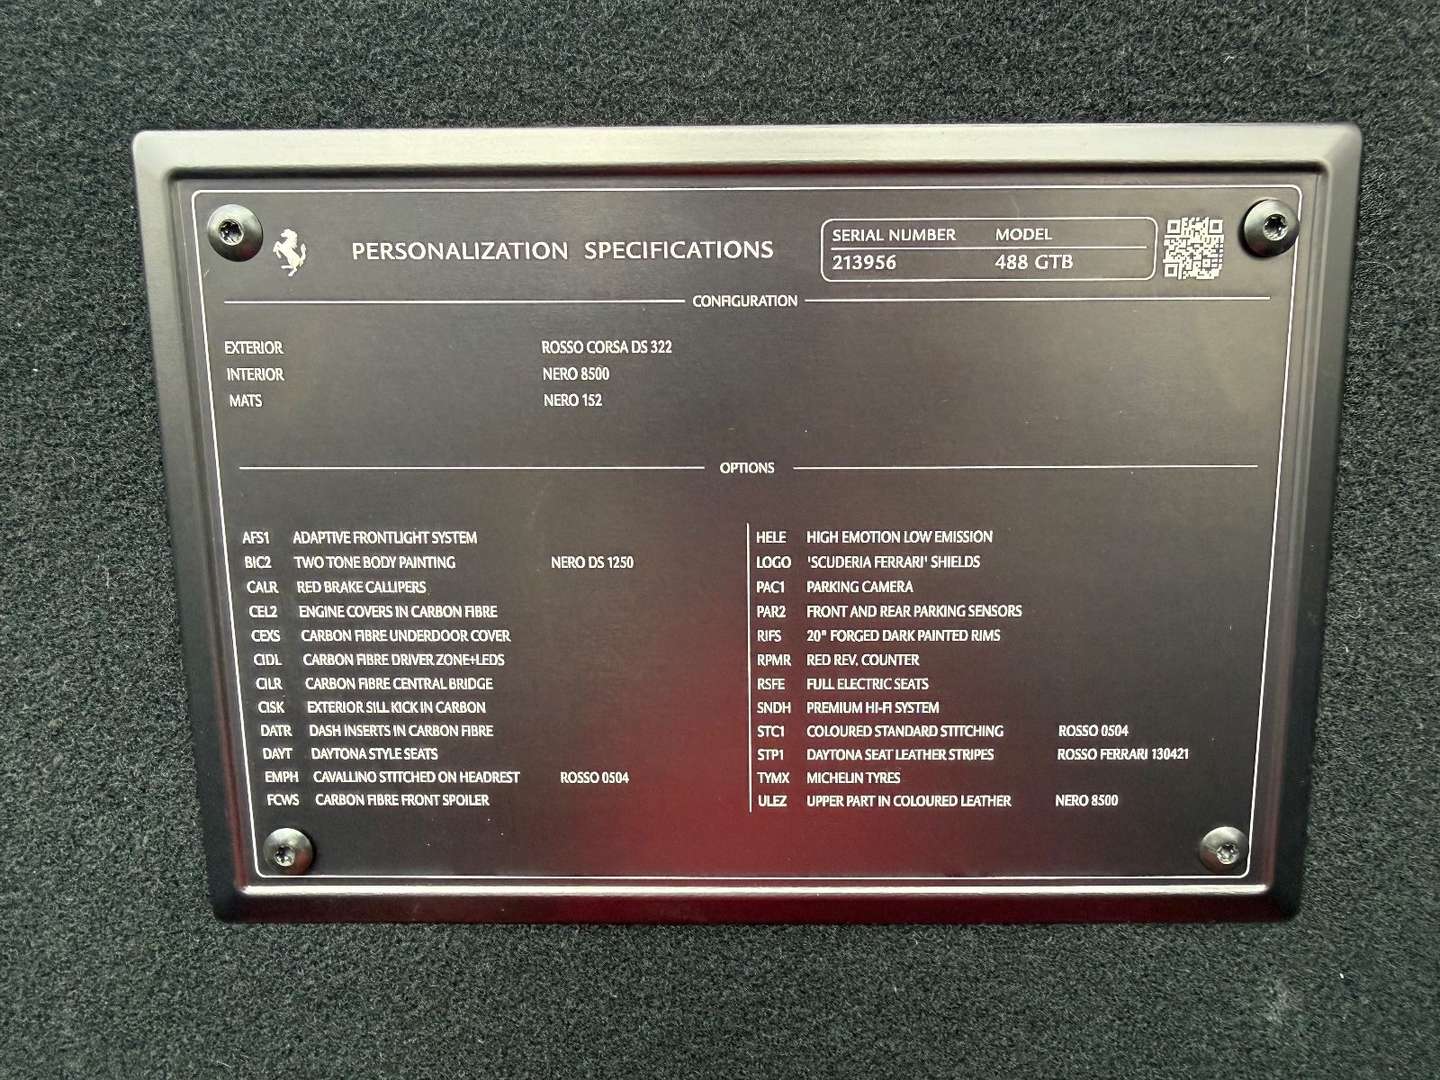 PERSONALIZATION SPECIFICATIONS
SERIAL NUMBER MODEL
213956 488 GTB
CONFIGURATION
EXTERIOR ROSSO CORSA DS 322
INTERIOR NERO 8500
MATS NERO 152
OPTIONS
AFS1 ADAPTIVE FRONTLIGHT SYSTEM
BIC2 TWO TONE BODY PAINTING NERO DS 1250
CALR RED BRAKE CALLIPERS
CEL2 ENGINE COVERS IN CARBON FIBRE
CEXS CARBON FIBRE UNDERDOOR COVER
CIDL CARBON FIBRE DRIVER ZONE+LEDS
CILR CARBON FIBRE CENTRAL BRIDGE
CISK EXTERIOR SILL KICK IN CARBON
DATR DASH INSERTS IN CARBON FIBRE
DAYT DAYTONA STYLE SEATS
EMPH CAVALLINO STITCHED ON HEADREST ROSSO 0504
FCWS CARBON FIBRE FRONT SPOILER
HELE HIGH EMOTION LOW EMISSION
LOGO 'SCUDERIA FERRARI' SHIELDS
PAC1 PARKING CAMERA
PAR2 FRONT AND REAR PARKING SENSORS
RIFS 20" FORGED DARK PAINTED RIMS
RPMR RED REV. COUNTER
RSFE FULL ELECTRIC SEATS
SNDH PREMIUM HI-FI SYSTEM
STC1 COLOURED STANDARD STITCHING ROSSO 0504
STP1 DAYTONA SEAT LEATHER STRIPES ROSSO FERRARI 130421
TYMX MICHELIN TYRES
ULEZ UPPER PART IN COLOURED LEATHER NERO 8500